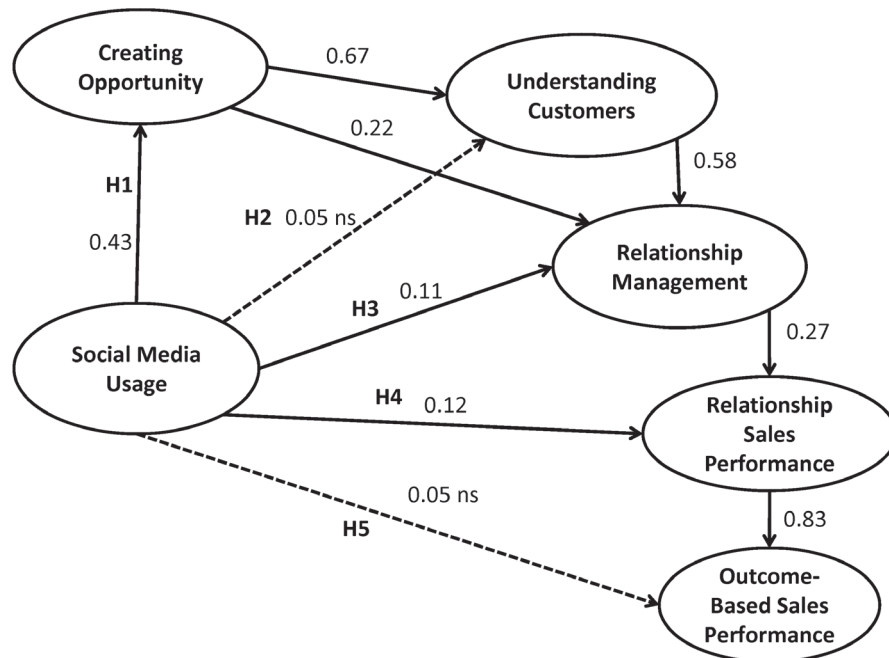 Creating
Opportunity
0.67
Understanding
Customers
0.22
0.58
H1
0.43
H2 0.05 ns
Relationship
Management
H3 0.11
0.27
Social Media
Usage
H4 0.12
Relationship
Sales
Performance
0.05 ns
H5
0.83
Outcome-
Based Sales
Performance